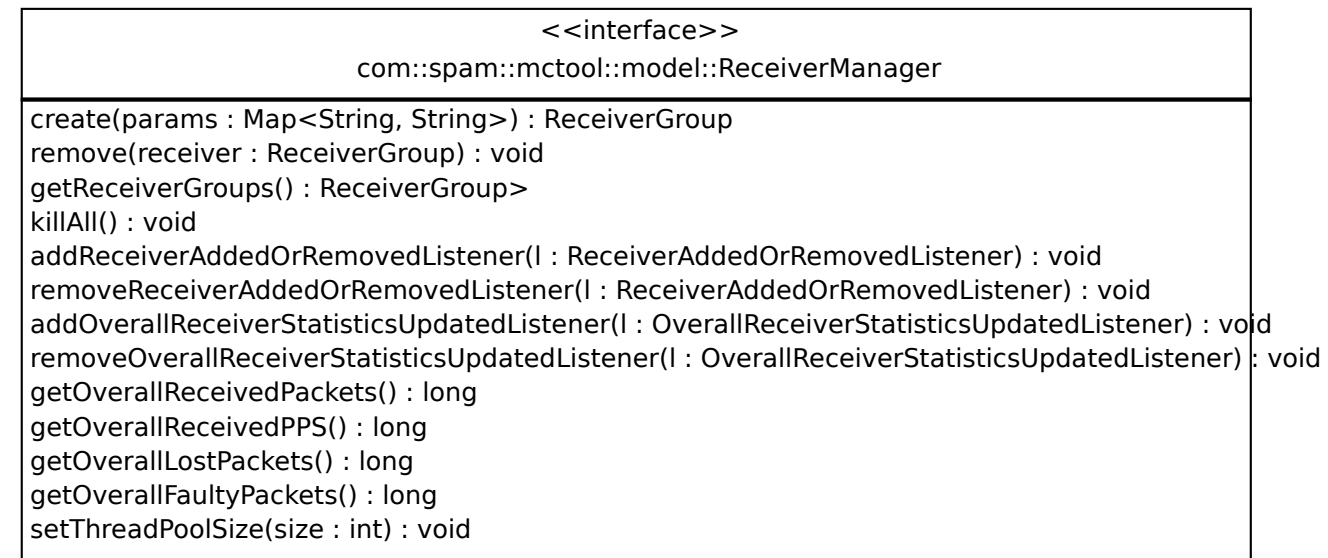 <<interface>>
com::spam::mctool::model::ReceiverManager
create(params : Map<String, String>) : ReceiverGroup
remove(receiver : ReceiverGroup) : void
getReceiverGroups() : ReceiverGroup>
killAll() : void
addReceiverAddedOrRemovedListener(l : ReceiverAddedOrRemovedListener) : void
removeReceiverAddedOrRemovedListener(l : ReceiverAddedOrRemovedListener) : void
addOverallReceiverStatisticsUpdatedListener(l : OverallReceiverStatisticsUpdatedListener) : void
removeOverallReceiverStatisticsUpdatedListener(l : OverallReceiverStatisticsUpdatedListener) : void
getOverallReceivedPackets() : long
getOverallReceivedPPS() : long
getOverallLostPackets() : long
getOverallFaultyPackets() : long
setThreadPoolSize(size : int) : void